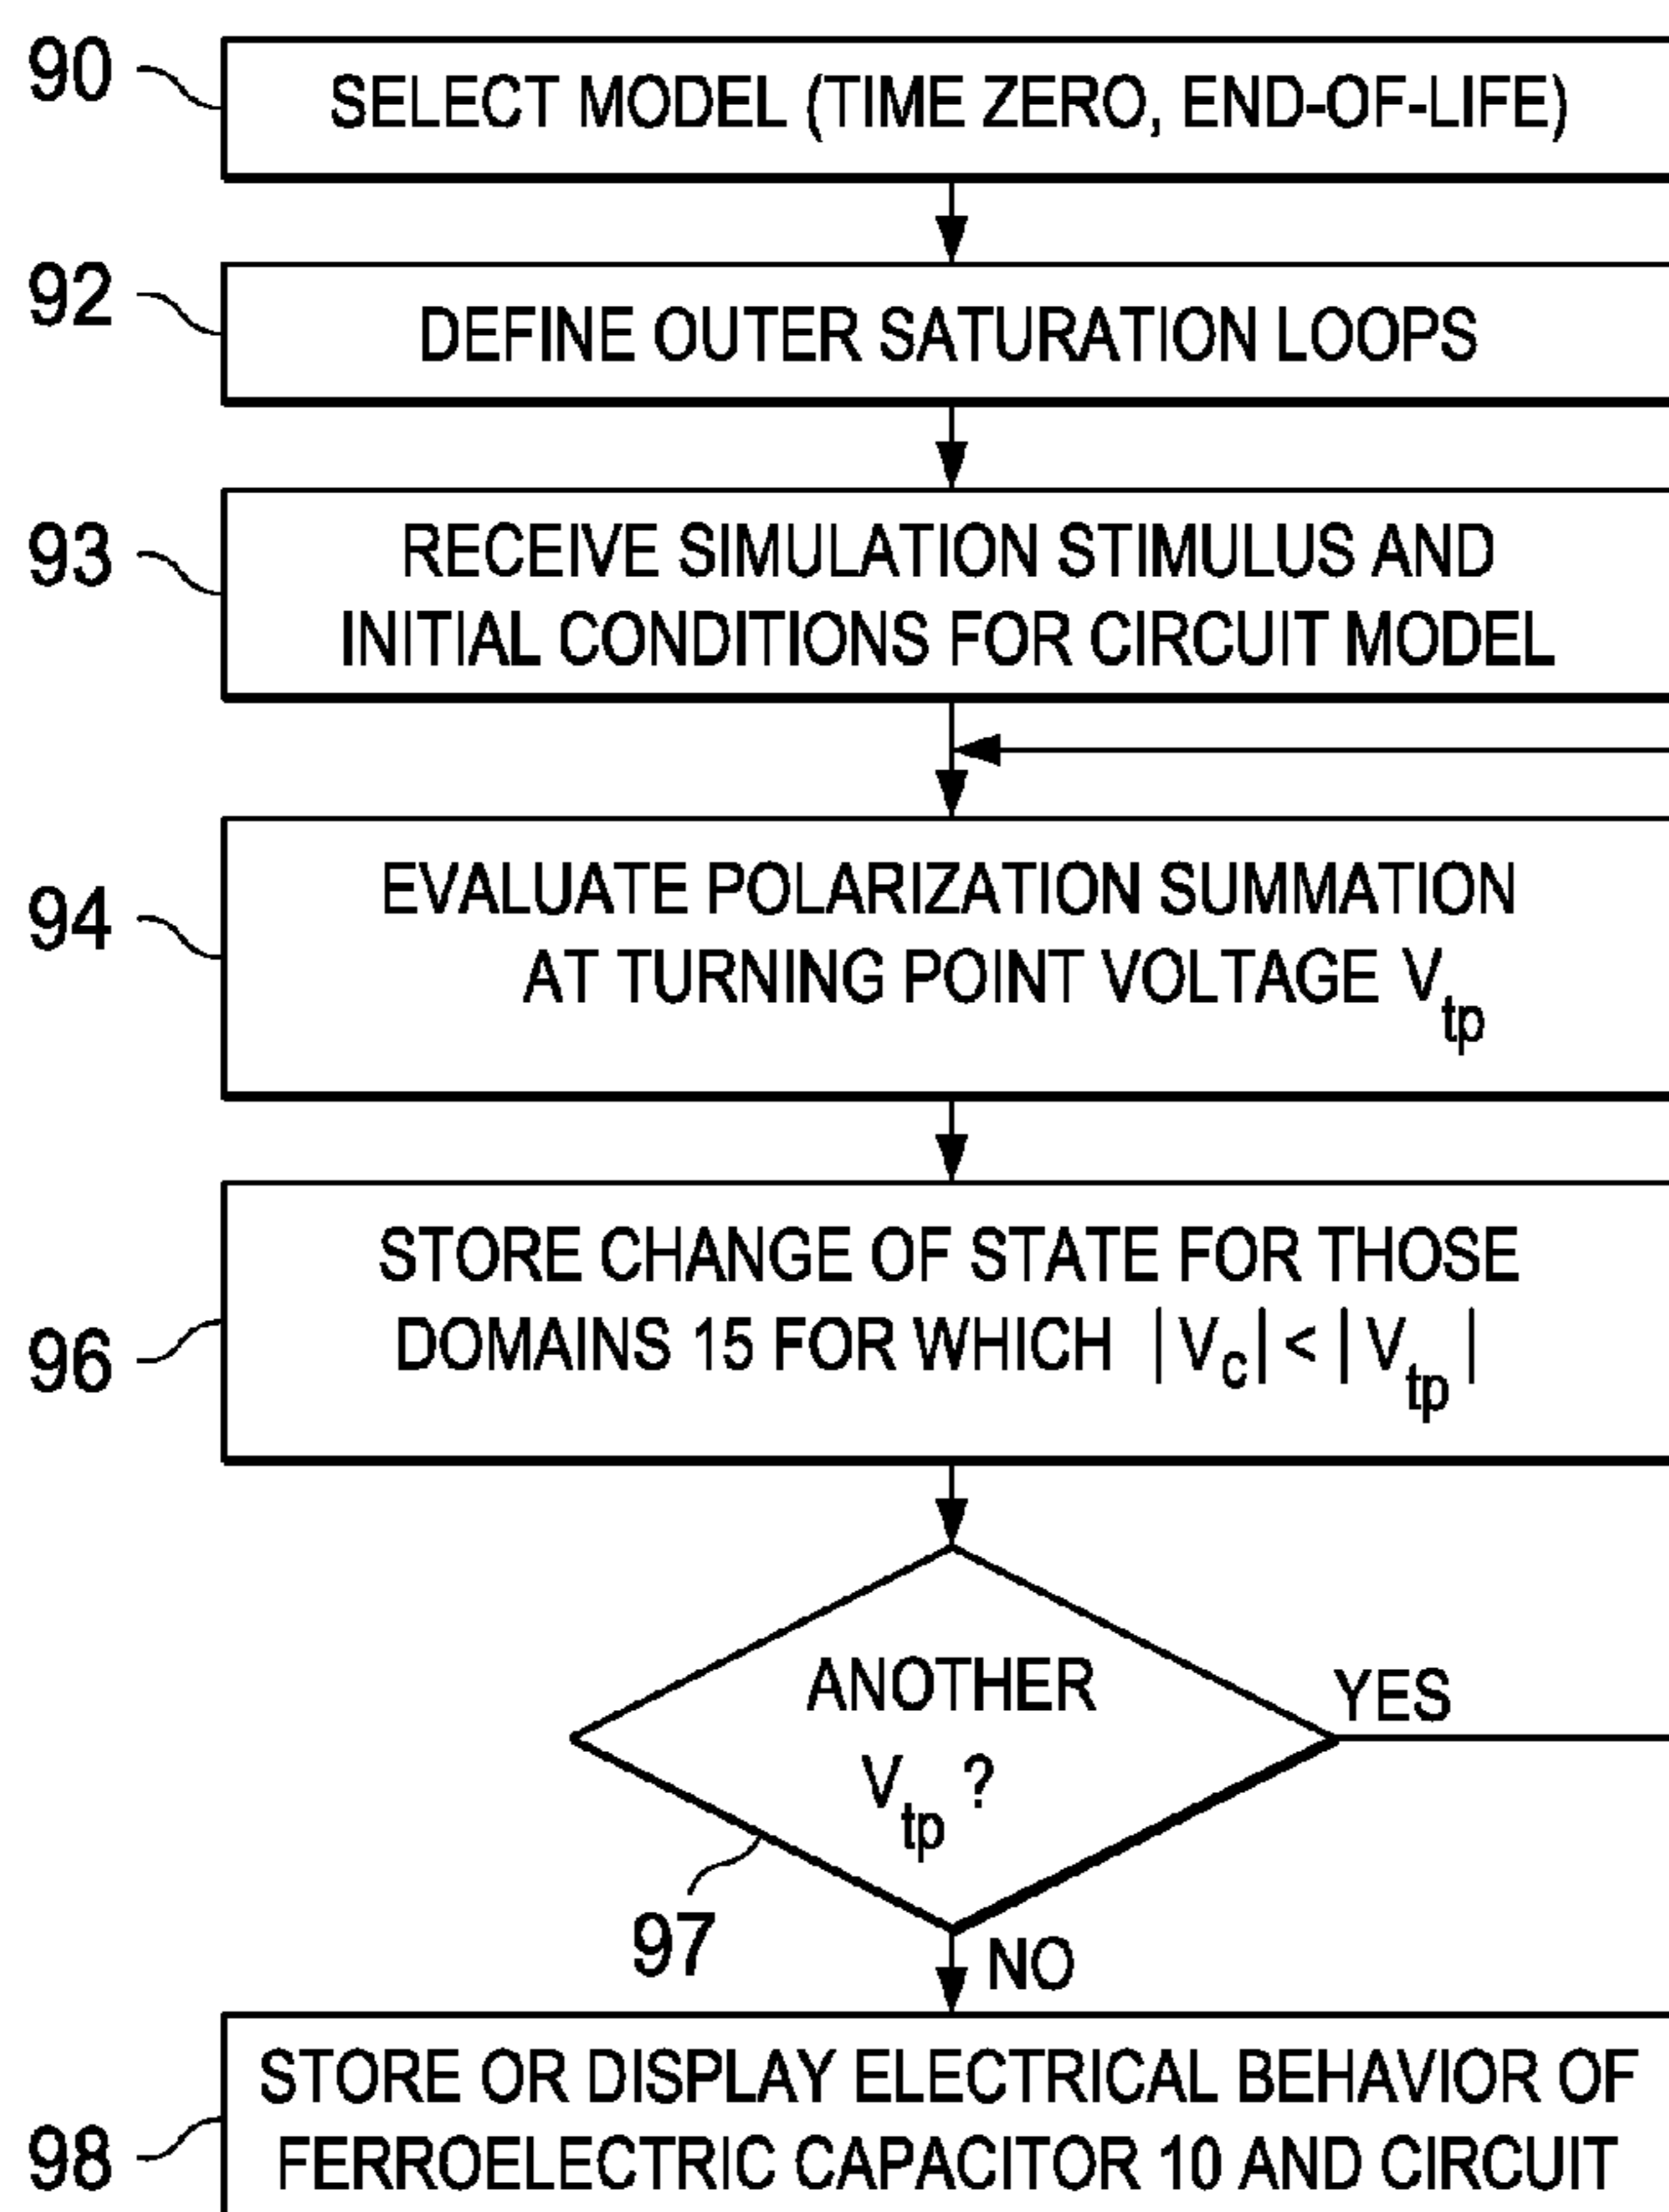 90
SELECT MODEL (TIME ZERO, END-OF-LIFE)
92
DEFINE OUTER SATURATION LOOPS
93
RECEIVE SIMULATION STIMULUS AND
INITIAL CONDITIONS FOR CIRCUIT MODEL
94
EVALUATE POLARIZATION SUMMATION
AT TURNING POINT VOLTAGE Vtp
96
STORE CHANGE OF STATE FOR THOSE
DOMAINS 15 FOR WHICH |Vc| < |Vtp|
ANOTHER
Vtp ?
YES
97
NO
98
STORE OR DISPLAY ELECTRICAL BEHAVIOR OF
FERROELECTRIC CAPACITOR 10 AND CIRCUIT